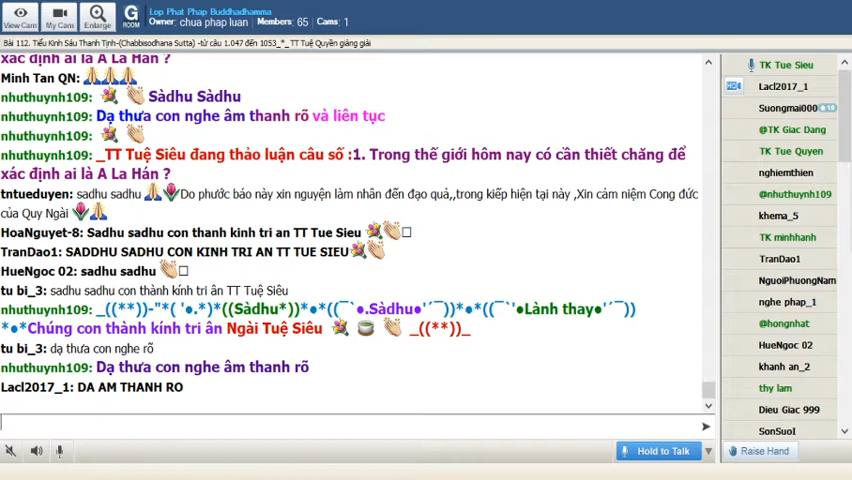 Lop Phat Phap Buddhadhamma
Owner: chua phap luan Members: 65 Cams: 1
View Cam
My Cams
Enlarge
G
ROOM
Bài 112. Tiểu Kinh Sáu Thanh Tịnh-(Chabbisodhana Sutta) -từ câu 1.047 đến 1053_*_ TT Tuệ Quyền giảng giải
xác định ai là A La Hán ?
Minh Tan QN:
nhuthuynh109: Sàdhu Sàdhu
nhuthuynh109: Dạ thưa con nghe âm thanh rõ và liên tục
nhuthuynh109:
nhuthuynh109: _TT Tuệ Siêu đang thảo luận câu số :1. Trong thế giới hôm nay có cần thiết chăng để
xác định ai là A La Hán ?
tntueduyen: sadhu sadhu Do phước báo này xin nguyện làm nhân đến đạo quả,,trong kiếp hiện tại này ,Xin cảm niệm Cong đức
của Quy Ngài
HoaNguyet-8: Sadhu sadhu con thanh kinh tri an TT Tue Sieu
TranDao1: SADDHU SADHU CON KINH TRI AN TT TUE SIEU
HueNgoc 02: sadhu sadhu
tu bi_3: sadhu sadhu con thành kính tri ân TT Tuệ Siêu
nhuthuynh109: _((**))-"*( '●.*)*((Sàdhu*))*●*((¯`●.Sàdhu●'´¯))*●*((¯`'●Lành thay●'´¯))
*●*Chúng con thành kính tri ân Ngài Tuệ Siêu _((**))_
tu bi_3: dạ thưa con nghe rõ
nhuthuynh109: Dạ thưa con nghe âm thanh rõ
Lacl2017_1: DA AM THANH RO
TK Tue Sieu
HD Lacl2017_1
Suongmai000 +10
@TK Giac Dang
TK Tue Quyen
nghiemthien
@nhuthuynh109
khema_5
TK minhhanh
TranDao1
NguoiPhuongNam
nghe phap_1
@hongnhat
HueNgoc 02
khanh an_2
thy lam
Dieu Giac 999
SonSuoI
Hold to Talk
Raise Hand